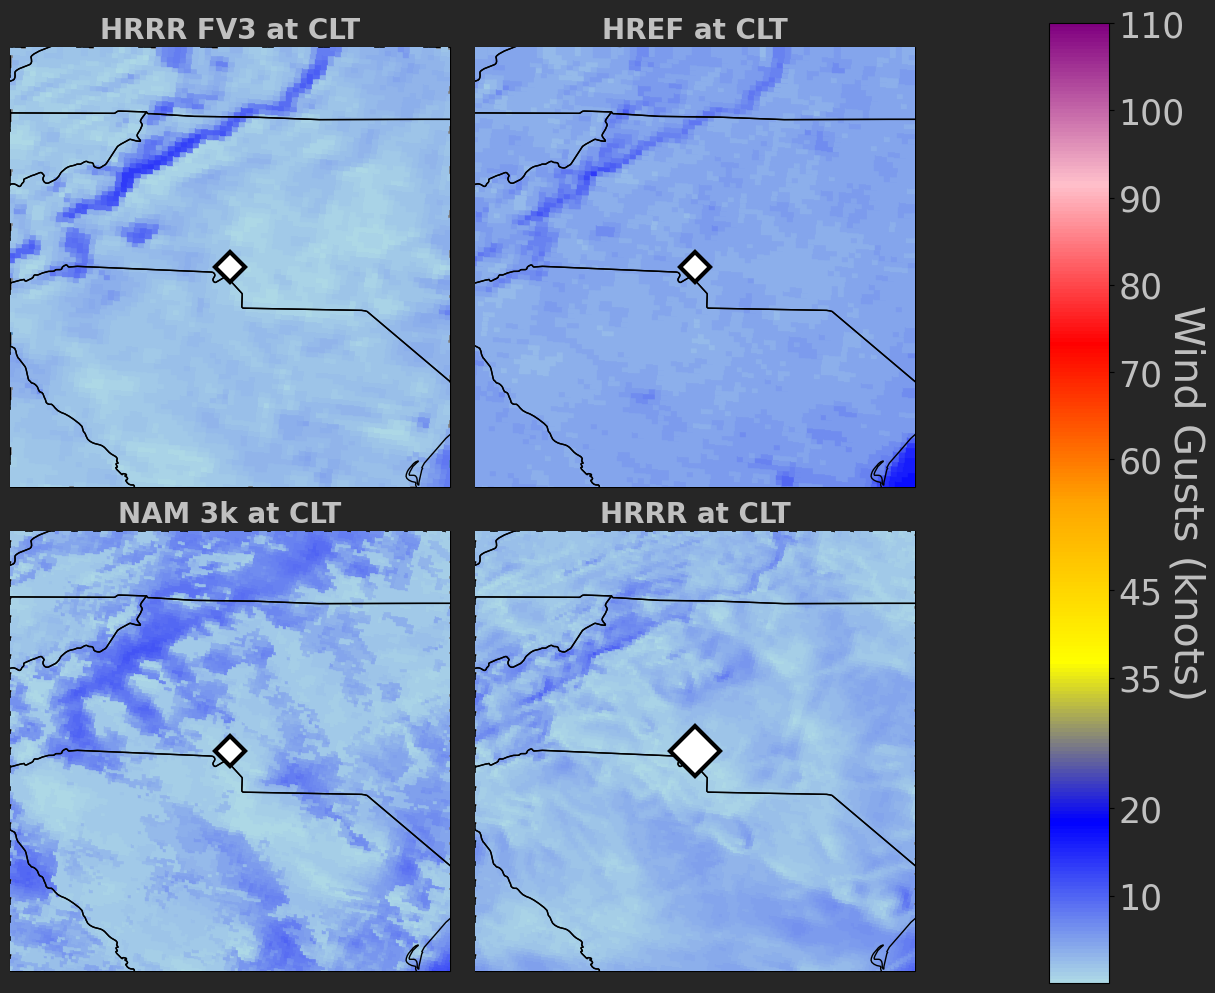 HRRR FV3 at CLT
HREF at CLT
NAM 3k at CLT
HRRR at CLT
110
100
90
80
70
60
45
35
20
10
Wind Gusts (knots)